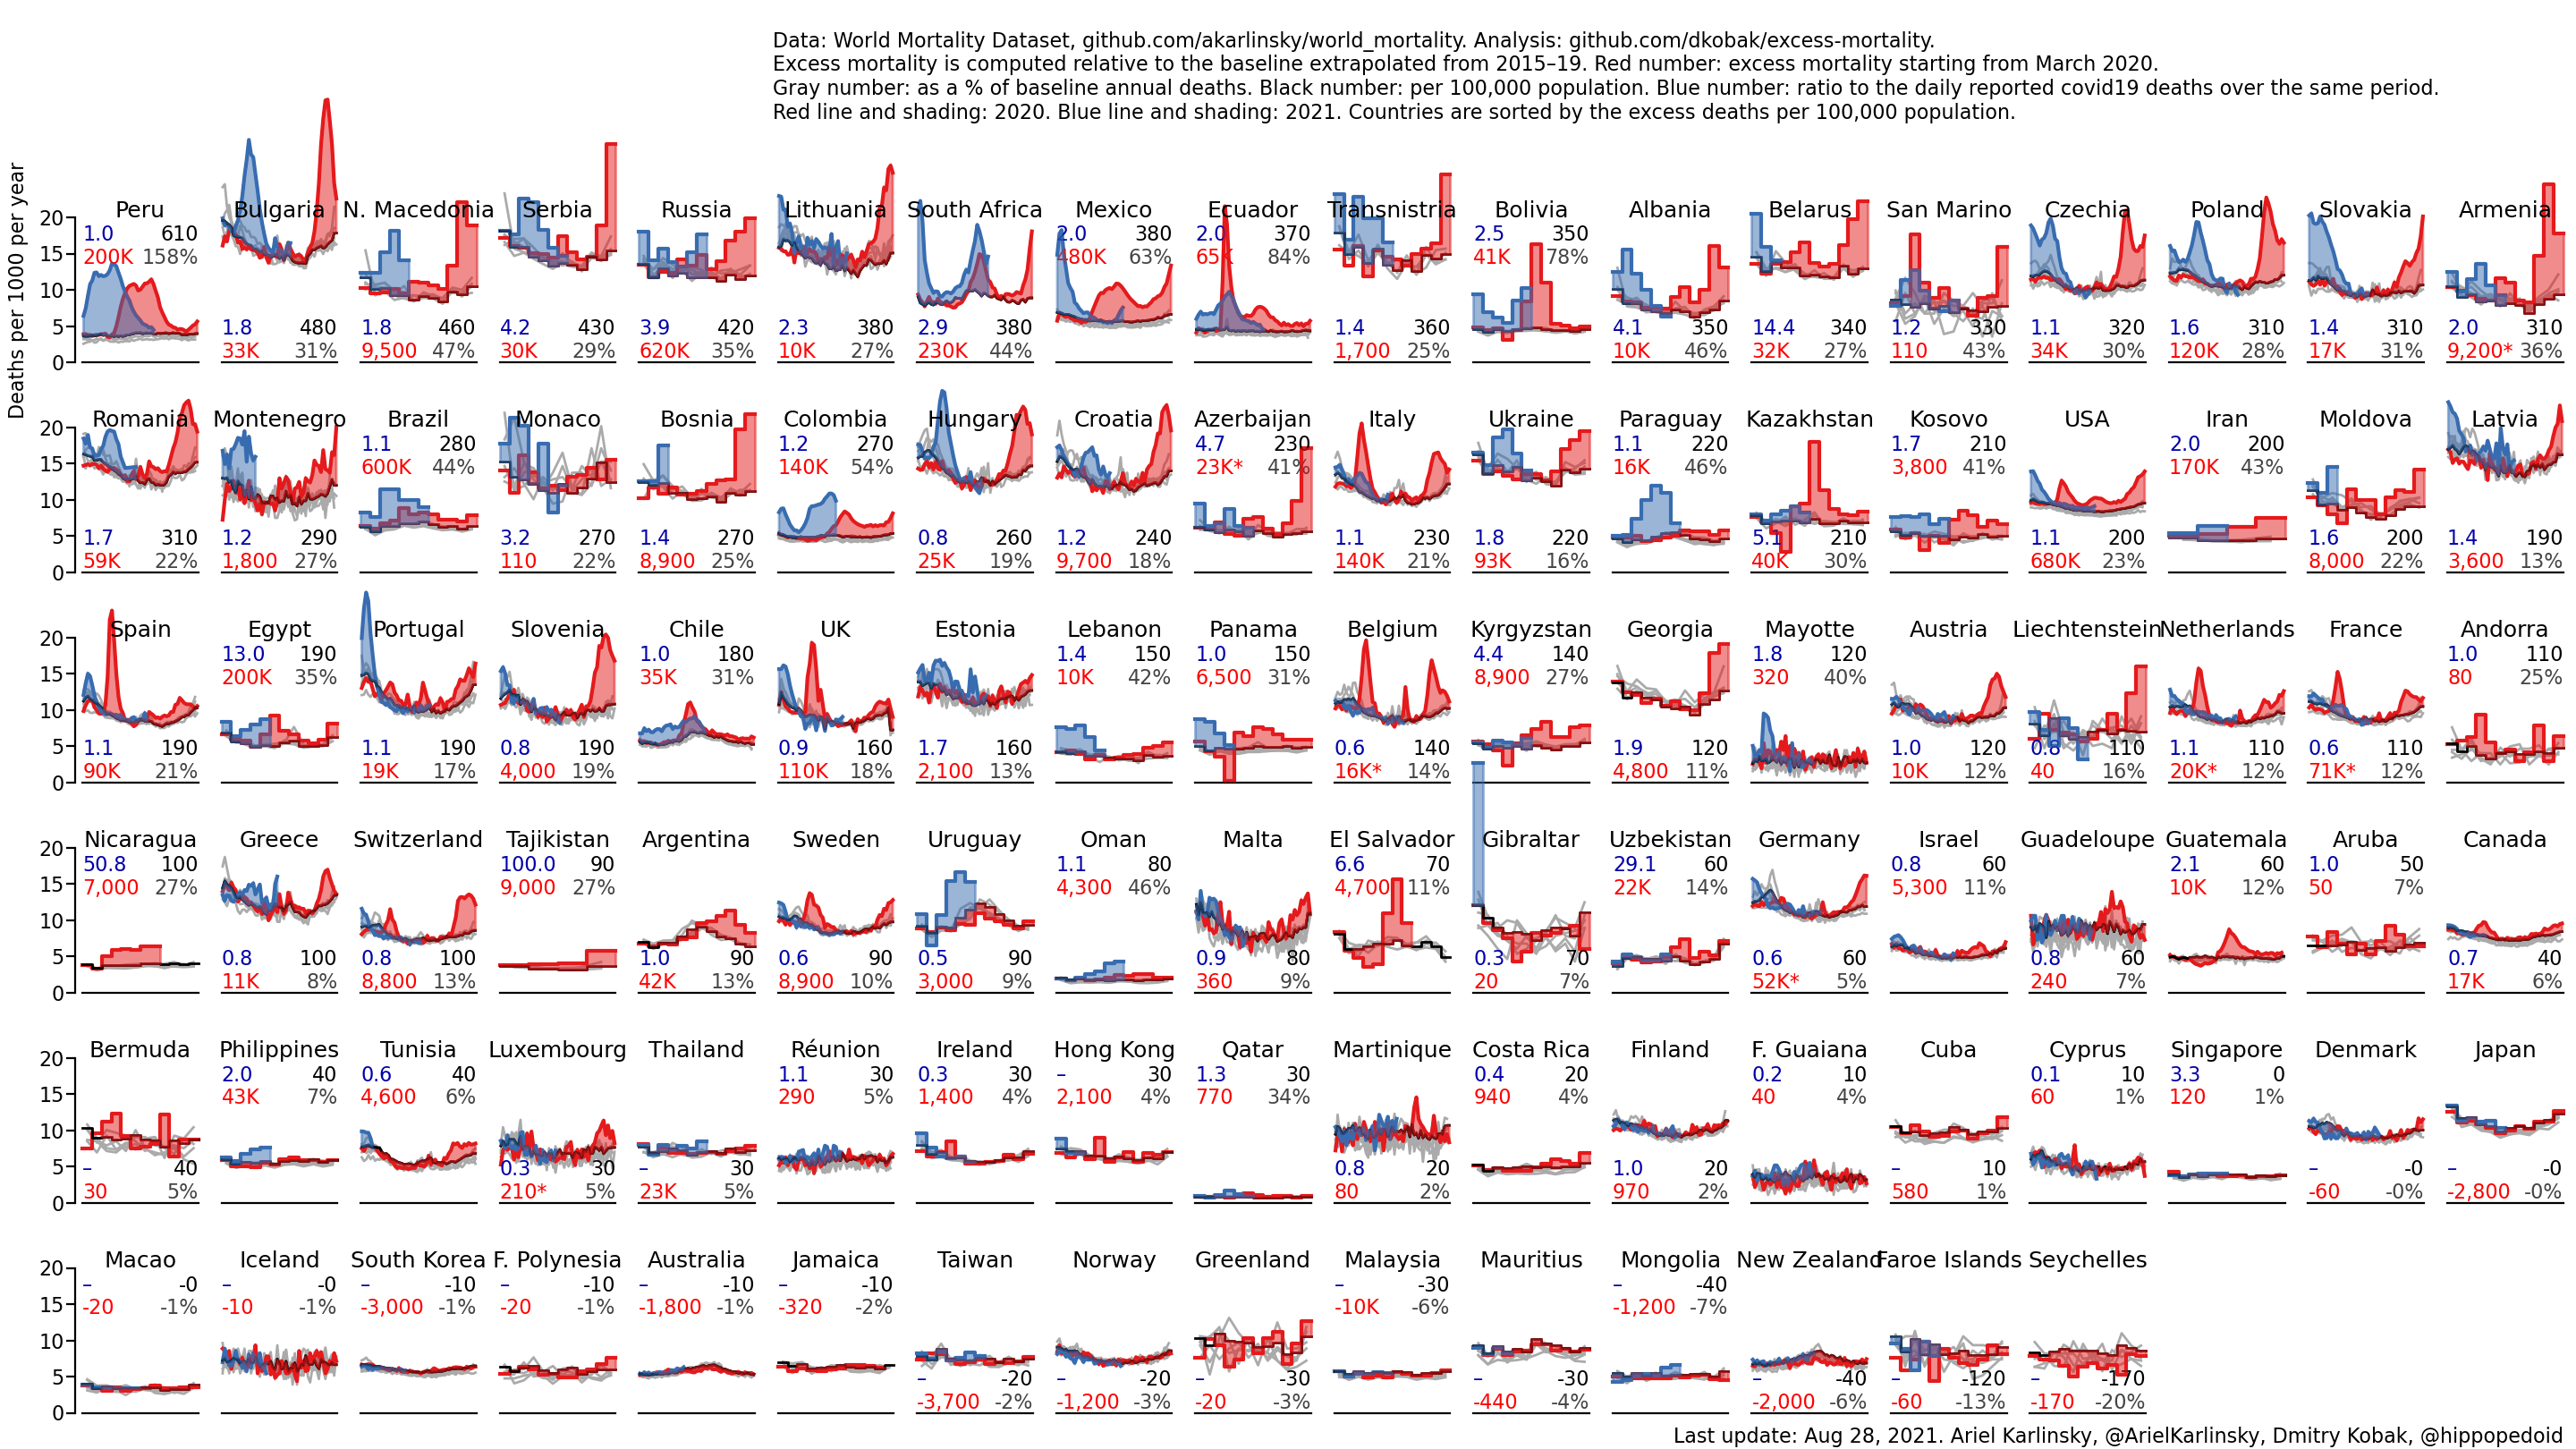 Data: World Mortality Dataset, github.com/akarlinsky/world_mortality. Analysis: github.com/dkobak/excess-mortality.
Excess mortality is computed relative to the baseline extrapolated from 2015–19. Red number: excess mortality starting from March 2020.
Gray number: as a % of baseline annual deaths. Black number: per 100,000 population. Blue number: ratio to the daily reported covid19 deaths over the same period.
Red line and shading: 2020. Blue line and shading: 2021. Countries are sorted by the excess deaths per 100,000 population.
Deaths per 1000 per year
Peru Bulgaria N. Macedonia Serbia Russia Lithuania South Africa Mexico Ecuador Transnistria Bolivia Albania Belarus San Marino Czechia Poland Slovakia Armenia
20
1.0 610 2.0 380 2.0 370 2.5 350
200K 158% 480K 63% 65K 84% 41K 78%
15
10
5
1.8 480 1.8 460 4.2 430 3.9 420 2.3 380 2.9 380 1.4 360 4.1 350 14.4 340 1.2 330 1.1 320 1.6 310 1.4 310 2.0 310
33K 31% 9,500 47% 30K 29% 620K 35% 10K 27% 230K 44% 1,700 25% 10K 46% 32K 27% 110 43% 34K 30% 120K 28% 17K 31% 9,200* 36%
0
Romania Montenegro Brazil Monaco Bosnia Colombia Hungary Croatia Azerbaijan Italy Ukraine Paraguay Kazakhstan Kosovo USA Iran Moldova Latvia
20
1.1 280 1.2 270 4.7 230 1.1 220 1.7 210 2.0 200
600K 44% 140K 54% 23K* 41% 16K 46% 3,800 41% 170K 43%
15
10
5
1.7 310 1.2 290 3.2 270 1.4 270 0.8 260 1.2 240 1.1 230 1.8 220 5.1 210 1.1 200 1.6 200 1.4 190
59K 22% 1,800 27% 110 22% 8,900 25% 25K 19% 9,700 18% 140K 21% 93K 16% 40K 30% 680K 23% 8,000 22% 3,600 13%
0
Spain Egypt Portugal Slovenia Chile UK Estonia Lebanon Panama Belgium Kyrgyzstan Georgia Mayotte Austria Liechtenstein Netherlands France Andorra
20
13.0 190 1.0 180 1.4 150 1.0 150 4.4 140 1.8 120 1.0 110
200K 35% 35K 31% 10K 42% 6,500 31% 8,900 27% 320 40% 80 25%
15
10
5
1.1 190 1.1 190 0.8 190 0.9 160 1.7 160 0.6 140 1.9 120 1.0 120 0.8 110 1.1 110 0.6 110
90K 21% 19K 17% 4,000 19% 110K 18% 2,100 13% 16K* 14% 4,800 11% 10K 12% 40 16% 20K* 12% 71K* 12%
0
Nicaragua Greece Switzerland Tajikistan Argentina Sweden Uruguay Oman Malta El Salvador Gibraltar Uzbekistan Germany Israel Guadeloupe Guatemala Aruba Canada
20
50.8 100 100.0 90 1.1 80 6.6 70 29.1 60 0.8 60 2.1 60 1.0 50
7,000 27% 9,000 27% 4,300 46% 4,700 11% 22K 14% 5,300 11% 10K 12% 50 7%
15
10
5
0.8 100 0.8 100 1.0 90 0.6 90 0.5 90 0.9 80 0.3 70 0.6 60 0.8 60 0.7 40
11K 8% 8,800 13% 42K 13% 8,900 10% 3,000 9% 360 9% 20 7% 52K* 5% 240 7% 17K 6%
0
Bermuda Philippines Tunisia Luxembourg Thailand Réunion Ireland Hong Kong Qatar Martinique Costa Rica Finland F. Guaiana Cuba Cyprus Singapore Denmark Japan
20
2.0 40 0.6 40 1.1 30 0.3 30 – 30 1.3 30 0.4 20 0.2 10 0.1 10 3.3 0
43K 7% 4,600 6% 290 5% 1,400 4% 2,100 4% 770 34% 940 4% 40 4% 60 1% 120 1%
15
10
5
– 40 0.3 30 – 30 0.8 20 1.0 20 – 10 – -0 – -0
30 5% 210* 5% 23K 5% 80 2% 970 2% 580 1% -60 -0% -2,800 -0%
0
Macao Iceland South Korea F. Polynesia Australia Jamaica Taiwan Norway Greenland Malaysia Mauritius Mongolia New Zealand Faroe Islands Seychelles
20
– -0 – -0 – -10 – -10 – -10 – -10 – -30 – -40
-20 -1% -10 -1% -3,000 -1% -20 -1% -1,800 -1% -320 -2% -10K -6% -1,200 -7%
15
10
5
– -20 – -20 – -30 – -30 – -40 – -120 – -170
-3,700 -2% -1,200 -3% -20 -3% -440 -4% -2,000 -6% -60 -13% -170 -20%
0
Last update: Aug 28, 2021. Ariel Karlinsky, @ArielKarlinsky, Dmitry Kobak, @hippopedoid